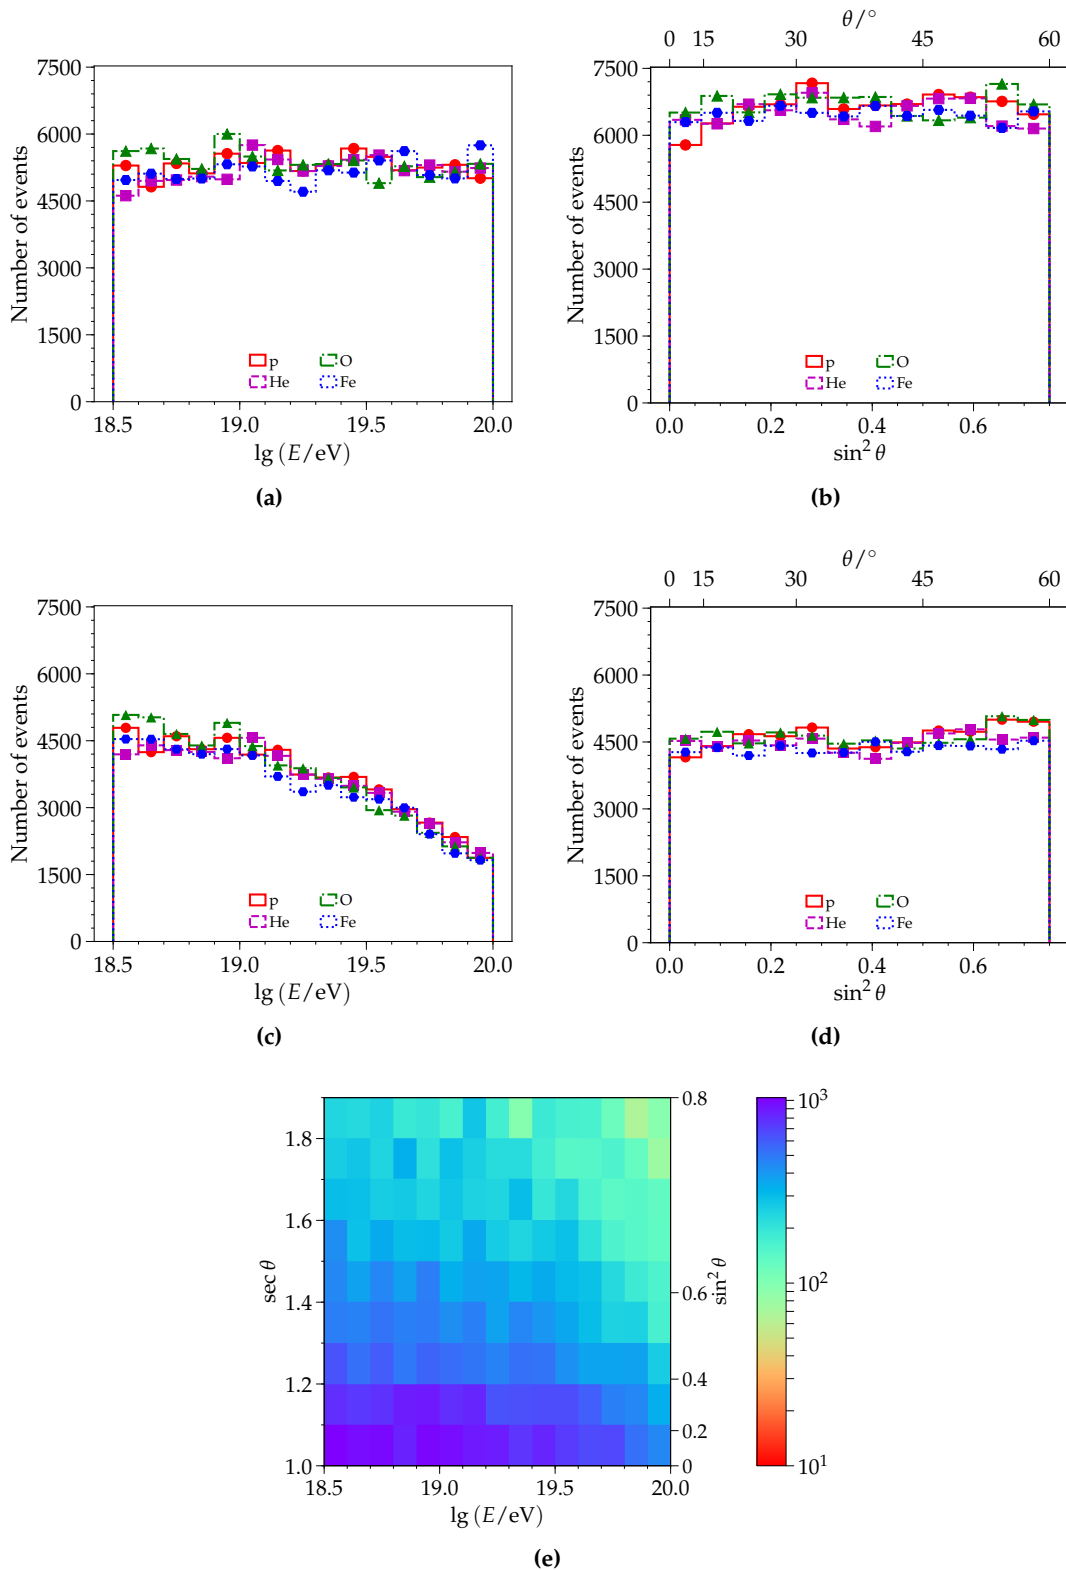 θ/°
0 15 30 45 60
7500
6000
4500
3000
1500
0
Number of events
p
He
O
Fe
18.5 19.0 19.5 20.0
lg (E/eV)
(a)
7500
6000
4500
3000
1500
0
Number of events
p
He
O
Fe
0.0 0.2 0.4 0.6
sin² θ
(b)
7500
6000
4500
3000
1500
0
Number of events
p
He
O
Fe
18.5 19.0 19.5 20.0
lg (E/eV)
(c)
θ/°
0 15 30 45 60
7500
6000
4500
3000
1500
0
Number of events
p
He
O
Fe
0.0 0.2 0.4 0.6
sin² θ
(d)
1.8
1.6
1.4
1.2
1.0
sec θ
18.5 19.0 19.5 20.0
lg (E/eV)
0.8
0.6
0.4
0.2
0
sin² θ
10³
10²
10¹
(e)